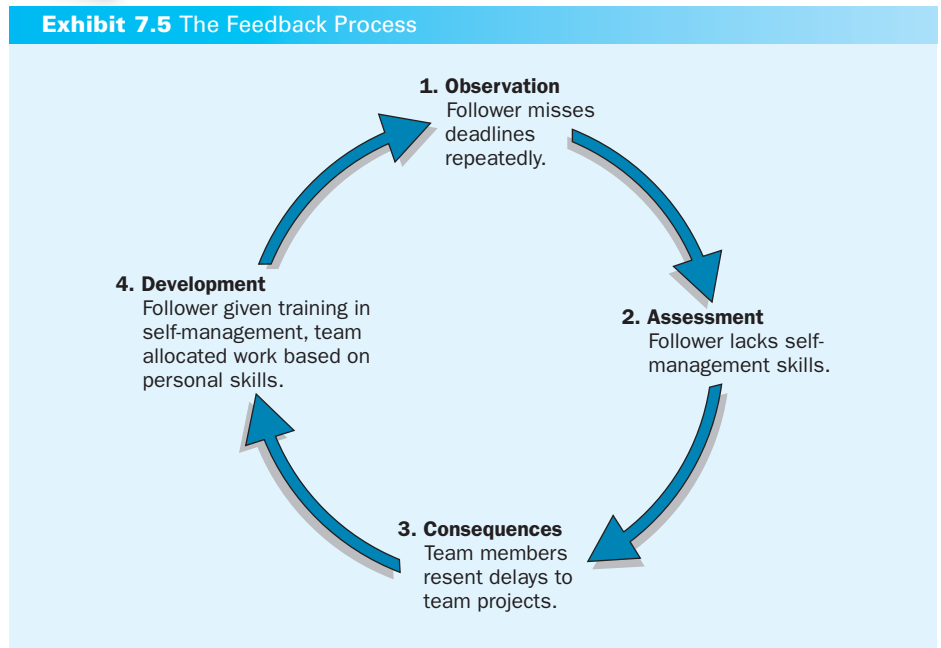 Exhibit 7.5 The Feedback Process
1. Observation
Follower misses
deadlines
repeatedly.
2. Assessment
Follower lacks self-
management skills.
3. Consequences
Team members
resent delays to
team projects.
4. Development
Follower given training in
self-management, team
allocated work based on
personal skills.